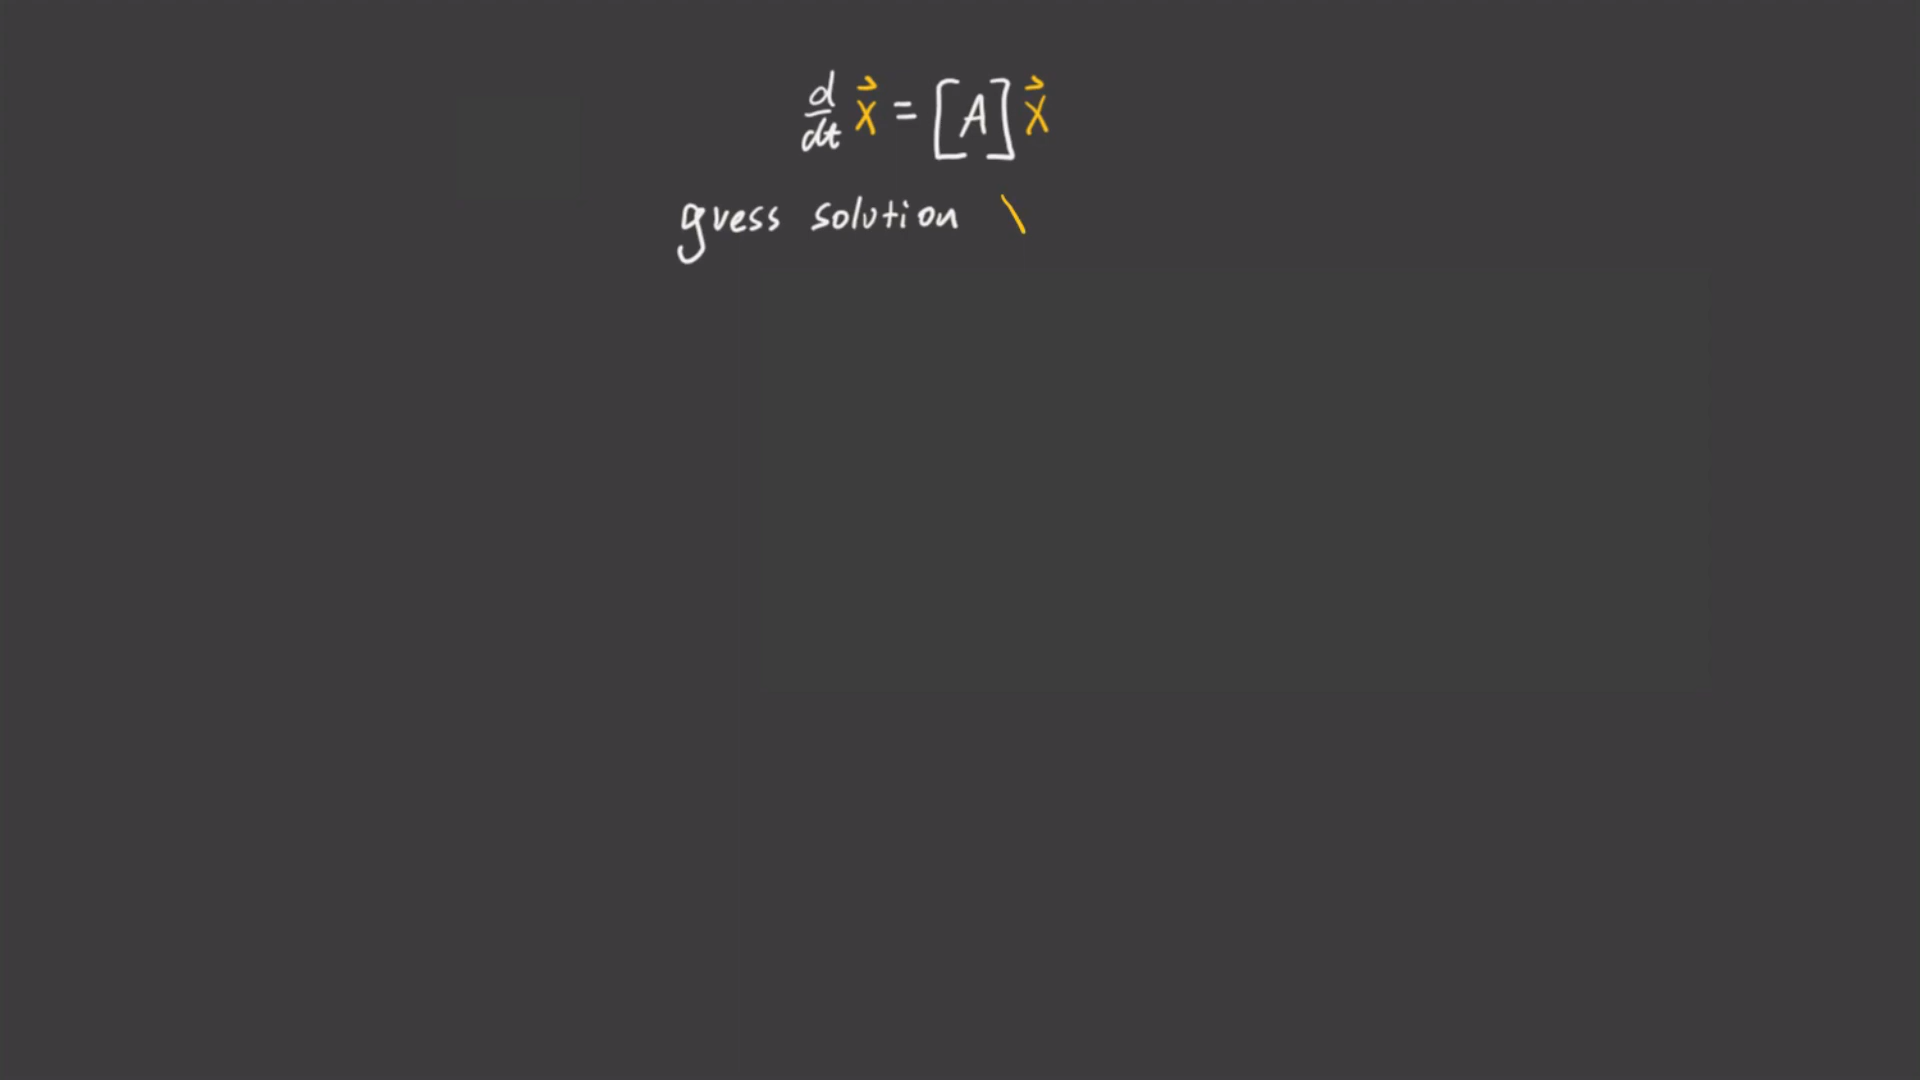 d/dt x⃗ = [A] x⃗
guess solution \